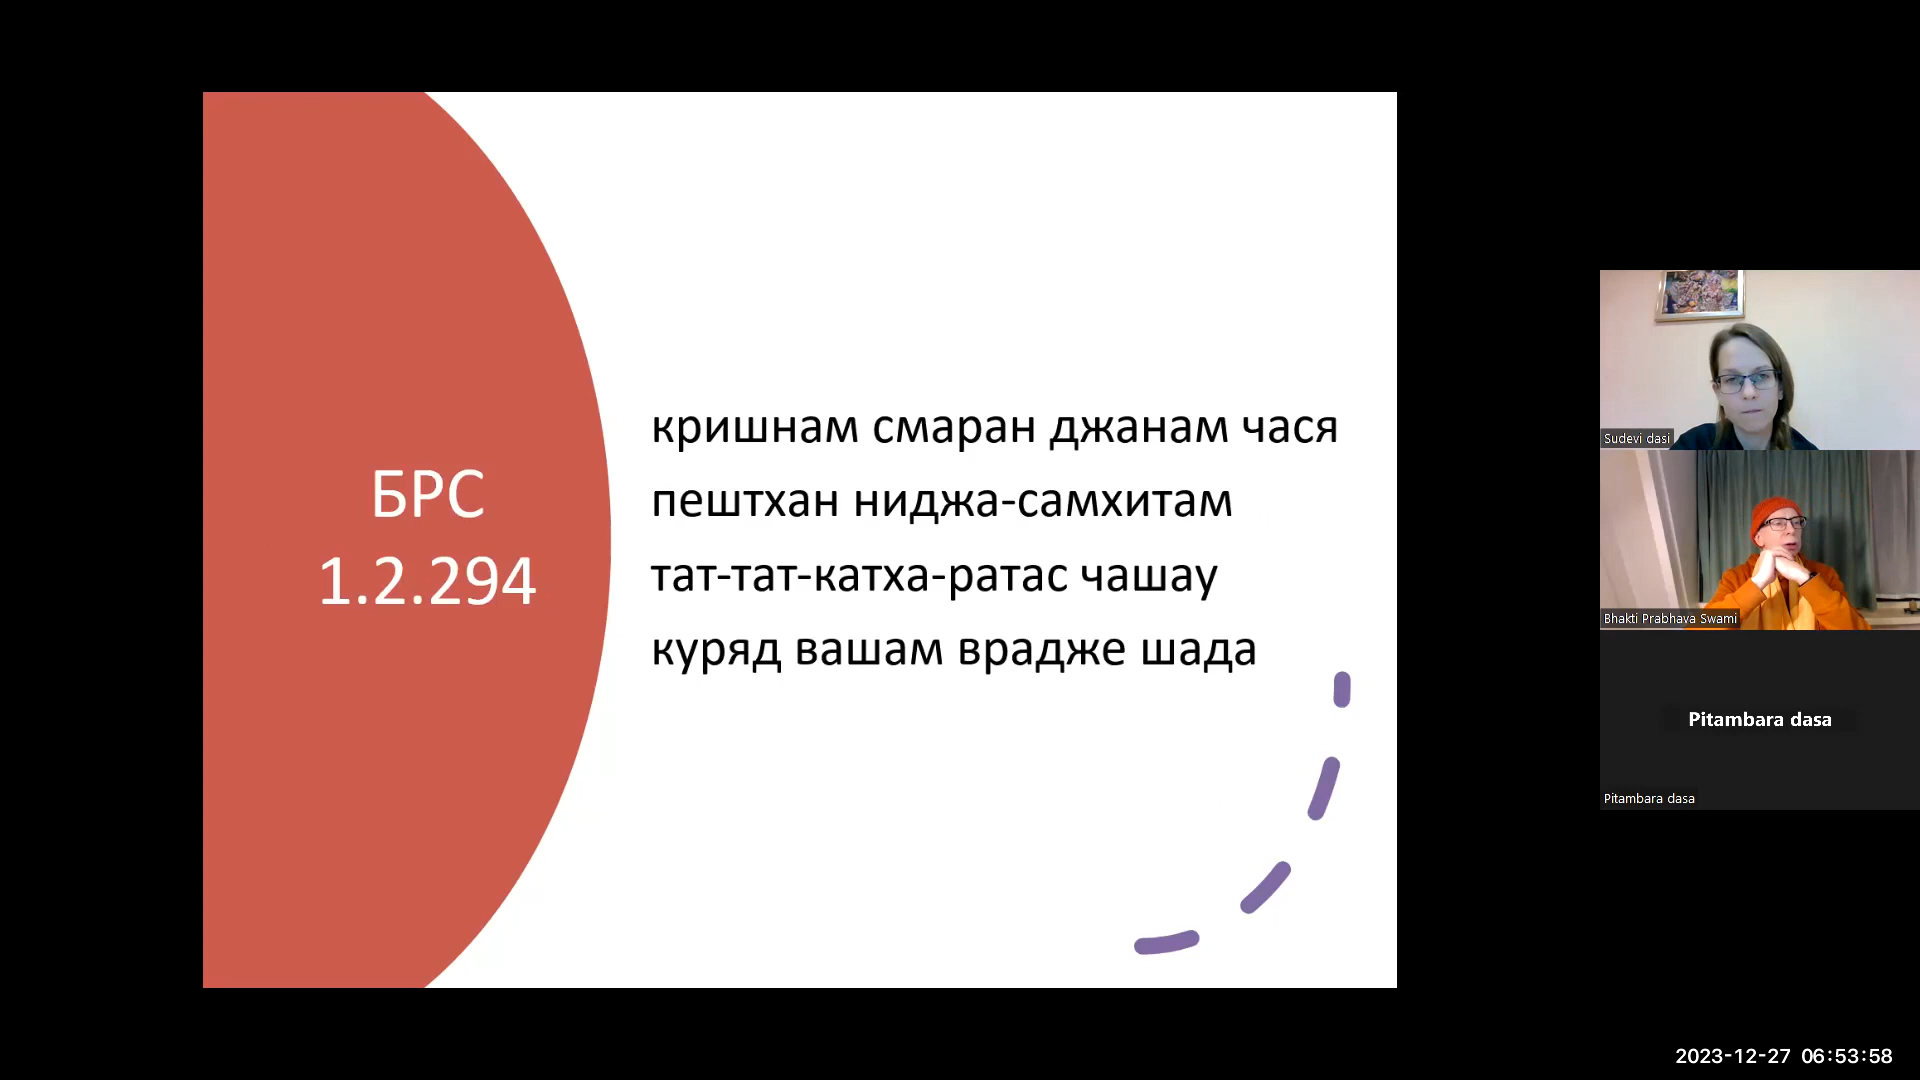 БРС
1.2.294
кришнам смаран джанам чася
пештхан ниджа-самхитам
тат-тат-катха-ратас чашау
куряд вашам врадже шада
Sudevi dasi
Bhakti Prabhava Swami
Pitambara dasa
Pitambara dasa
2023-12-27 06:53:58